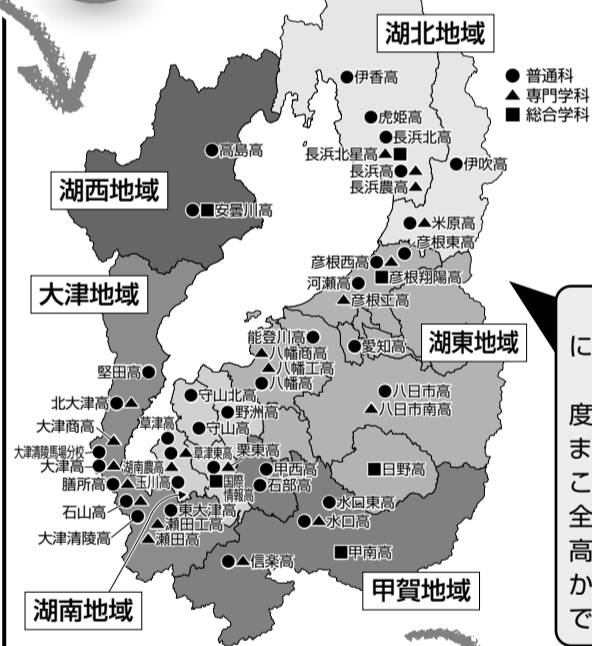 湖北地域
● 普通科
▲ 専門学科
■ 総合学科
●伊香高
●虎姫高
●長浜北高
長浜北星高▲■
長浜高●▲
長浜農高▲
●伊吹高
●高島高
湖西地域
●■安曇川高
●▲米原高
彦根東高●
彦根西高●▲
■彦根翔陽高
河瀬高●
▲彦根工高
大津地域
湖東地域
能登川高●
▲八幡商高
▲八幡工高
●八幡高
●愛知高
●八日市高
▲八日市南高
堅田高●
北大津高●▲
大津商高▲
大津清陵馬場分校●
大津高●▲
膳所高●▲
石山高●▲
大津清陵高●
●守山北高
●野洲高
●守山高
草津高●
●▲草津東高
湖南農高▲
玉川高●
栗東高●▲
■国際情報高
●甲西高
●石部高
■日野高
●東大津高
▲瀬田工高
▲瀬田高
●水口東高
●▲水口高
●▲信楽高
■甲南高
湖南地域
甲賀地域
に
度
ま
こ
全
高
か
で